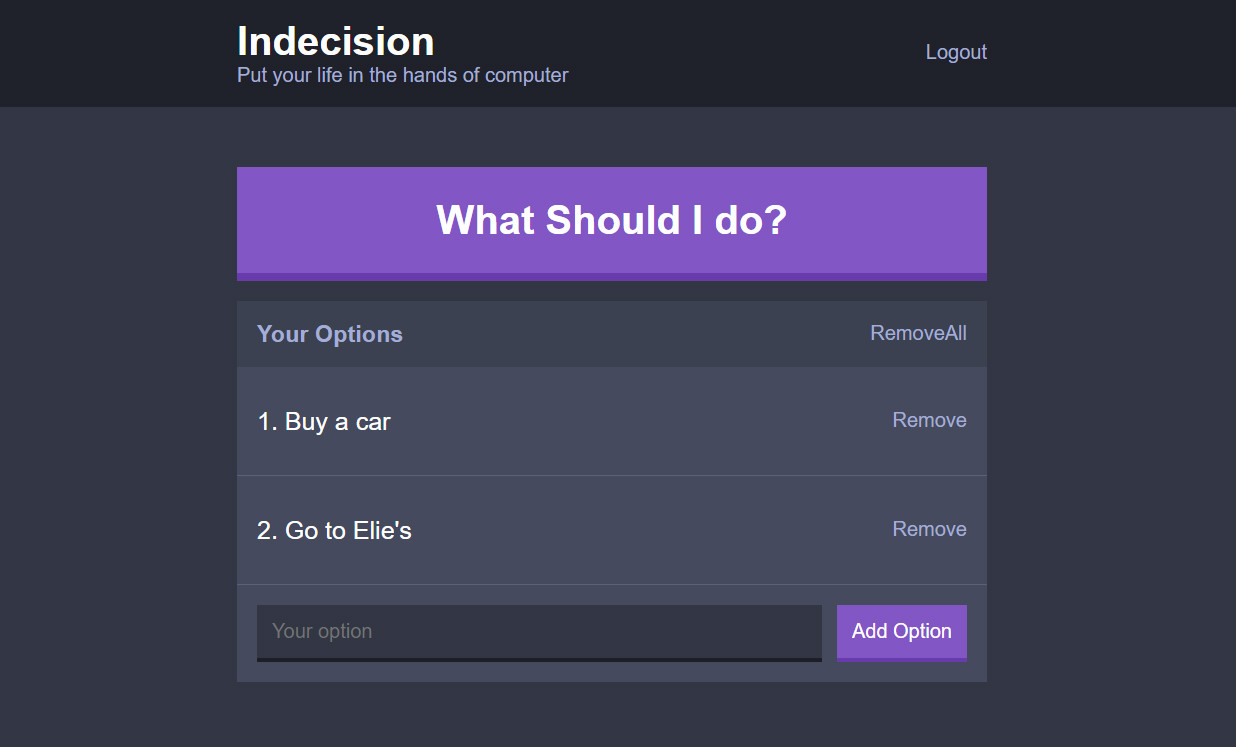 Indecision
Put your life in the hands of computer
Logout
What Should I do?
Your Options
RemoveAll
1. Buy a car
Remove
2. Go to Elie's
Remove
Your option
Add Option